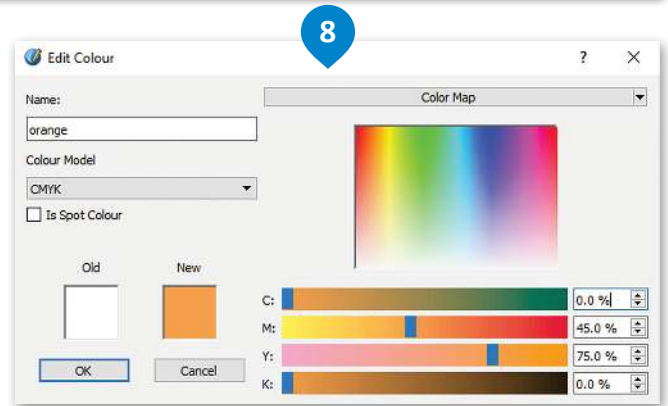 8
Edit Colour ? ×
Name:
Color Map
orange
Colour Model
CMYK
Is Spot Colour
Old New
C: 0.0 %
M: 45.0 %
Y: 75.0 %
K: 0.0 %
OK Cancel